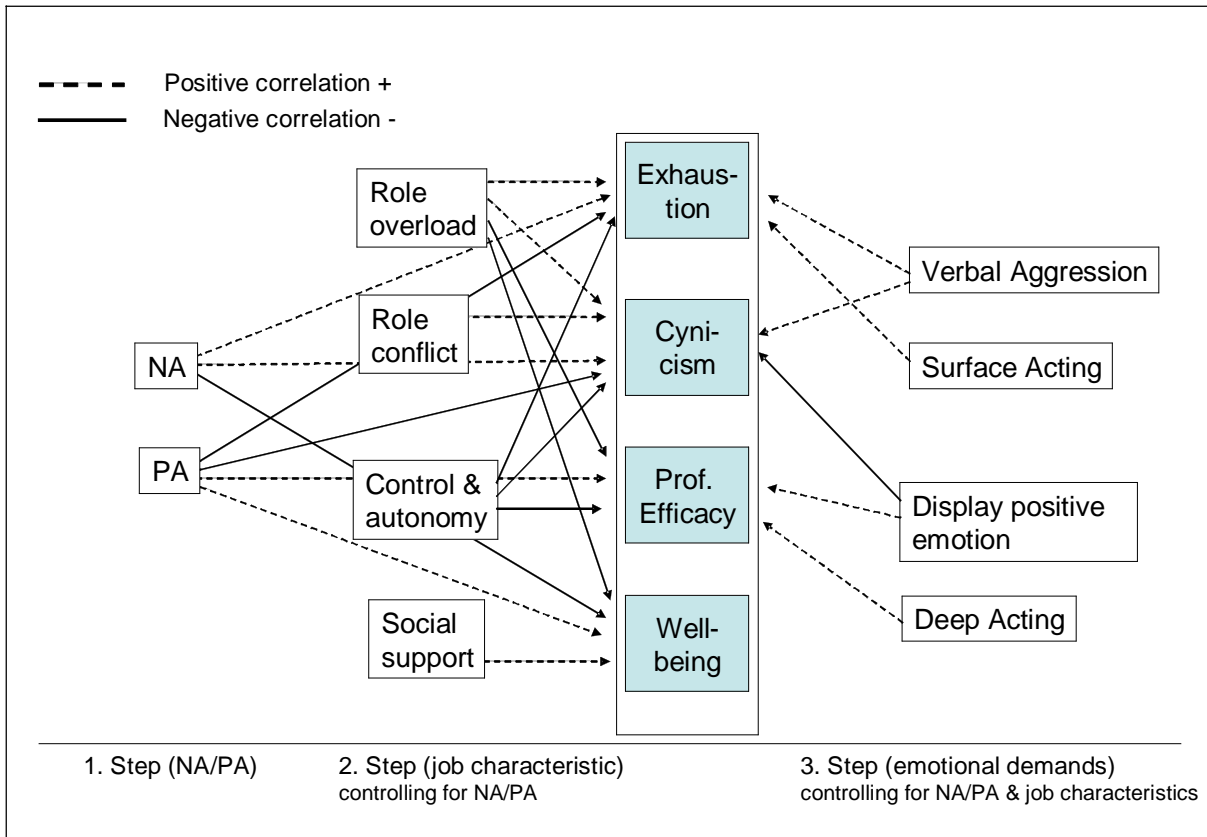 Positive correlation +
Negative correlation -
Role
overload
Role
conflict
NA
PA
Control &
autonomy
Social
support
Exhaus-
tion
Cyni-
cism
Prof.
Efficacy
Well-
being
Verbal Aggression
Surface Acting
Display positive
emotion
Deep Acting
1. Step (NA/PA)
2. Step (job characteristic)
controlling for NA/PA
3. Step (emotional demands)
controlling for NA/PA & job characteristics